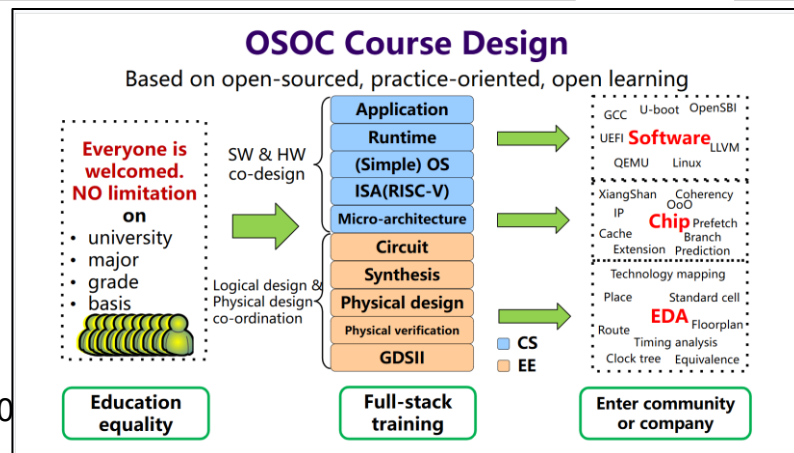 OSOC Course Design
Based on open-sourced, practice-oriented, open learning
Everyone is
welcomed.
NO limitation
on
• university
• major
• grade
• basis
SW & HW
co-design
Logical design &
Physical design
co-ordination
Application
Runtime
(Simple) OS
ISA(RISC-V)
Micro-architecture
Circuit
Synthesis
Physical design
Physical verification
GDSII
CS
EE
GCC U-boot OpenSBI
UEFI Software LLVM
QEMU Linux
XiangShan Coherency
OoO
IP Chip Prefetch
Cache Branch
Extension Prediction
Technology mapping
Place Standard cell
EDA Floorplan
Route
Timing analysis
Clock tree Equivalence
0
Education
equality
Full-stack
training
Enter community
or company